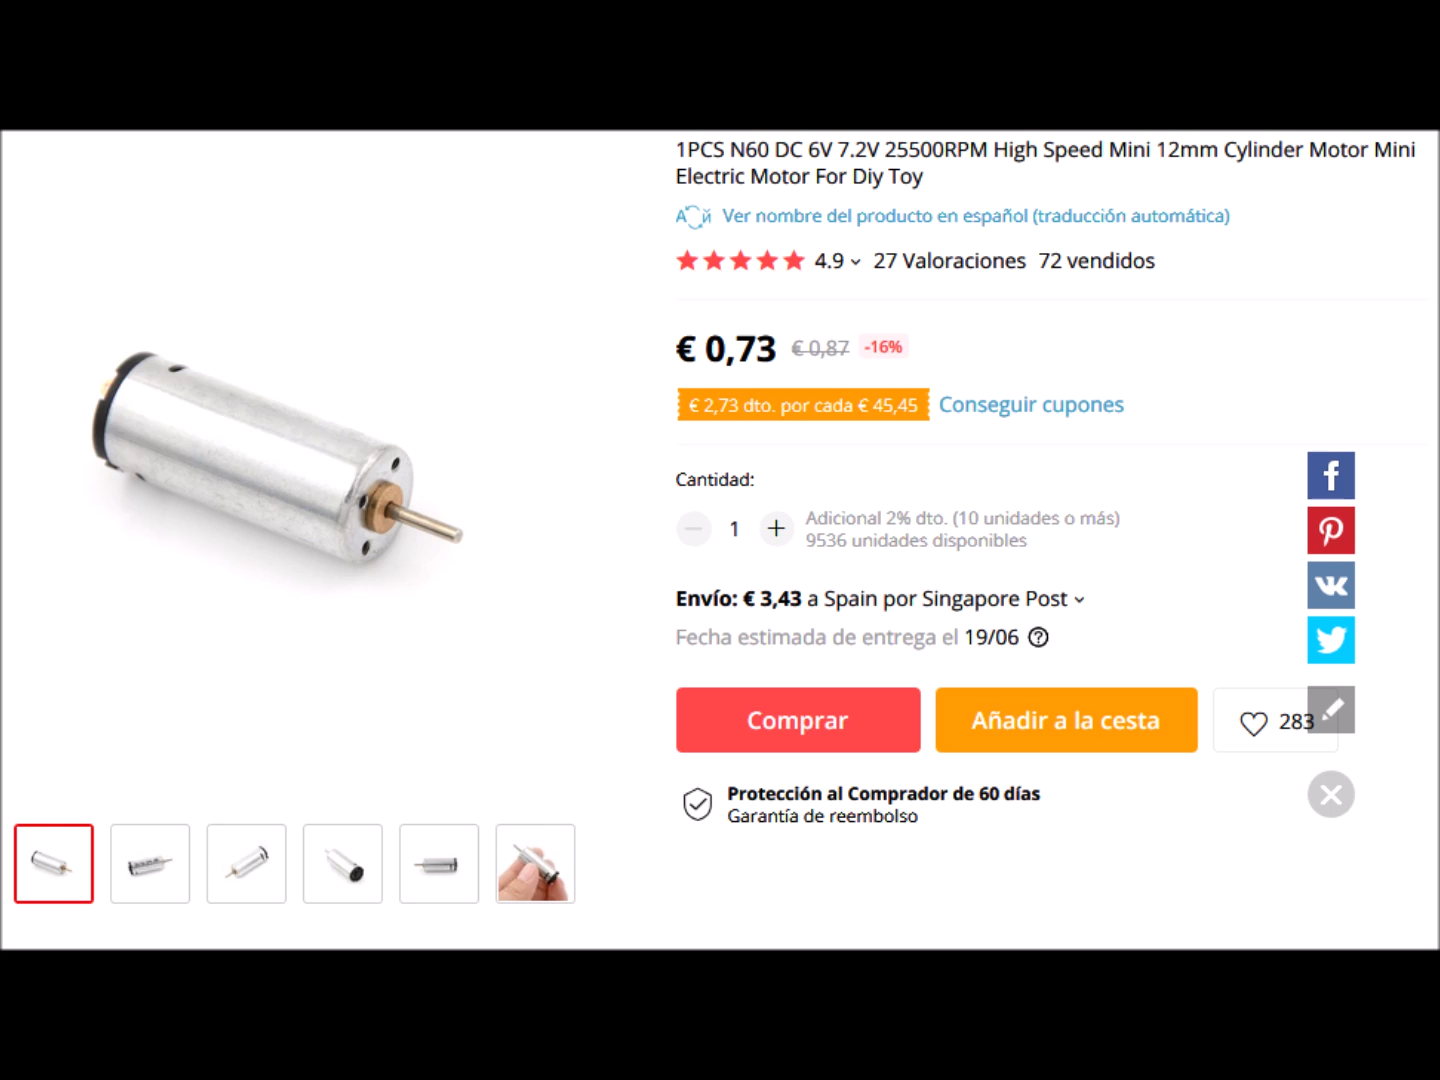 1PCS N60 DC 6V 7.2V 25500RPM High Speed Mini 12mm Cylinder Motor Mini
Electric Motor For Diy Toy
Ver nombre del producto en español (traducción automática)
4.9 27 Valoraciones 72 vendidos
€ 0,73 € 0,87 -16%
€ 2,73 dto. por cada € 45,45 Conseguir cupones
Cantidad:
1 Adicional 2% dto. (10 unidades o más)
9536 unidades disponibles
Envío: € 3,43 a Spain por Singapore Post
Fecha estimada de entrega el 19/06
Comprar Añadir a la cesta 283
Protección al Comprador de 60 días
Garantía de reembolso